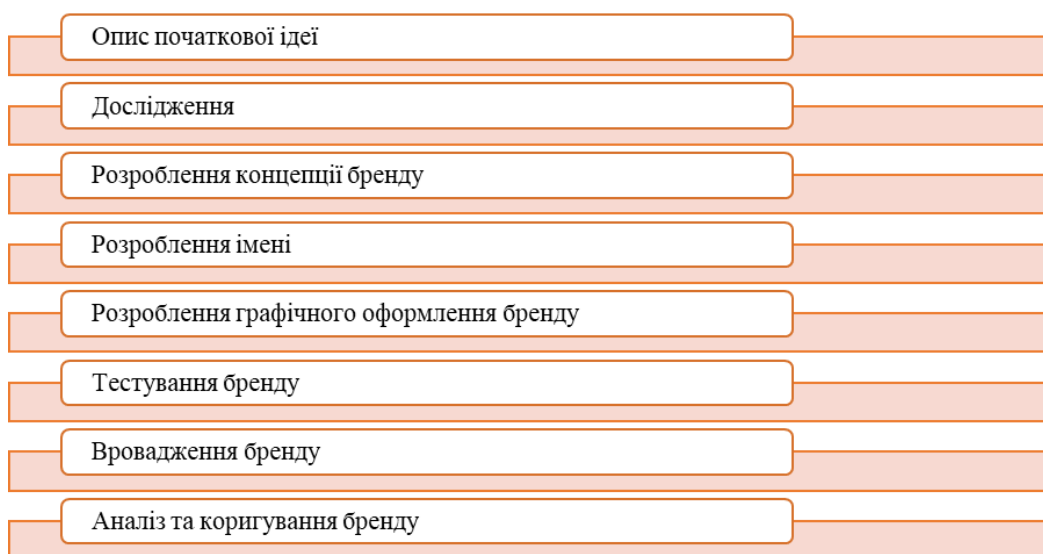 Опис початкової ідеї
Дослідження
Розроблення концепції бренду
Розроблення імені
Розроблення графічного оформлення бренду
Тестування бренду
Вровадження бренду
Аналіз та коригування бренду